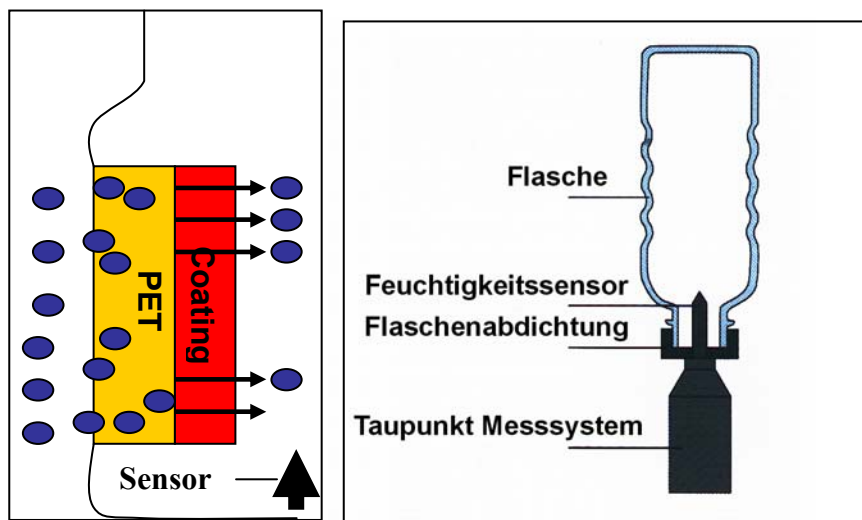 PET
Coating
Sensor
Flasche
Feuchtigkeitssensor
Flaschenabdichtung
Taupunkt Messsystem